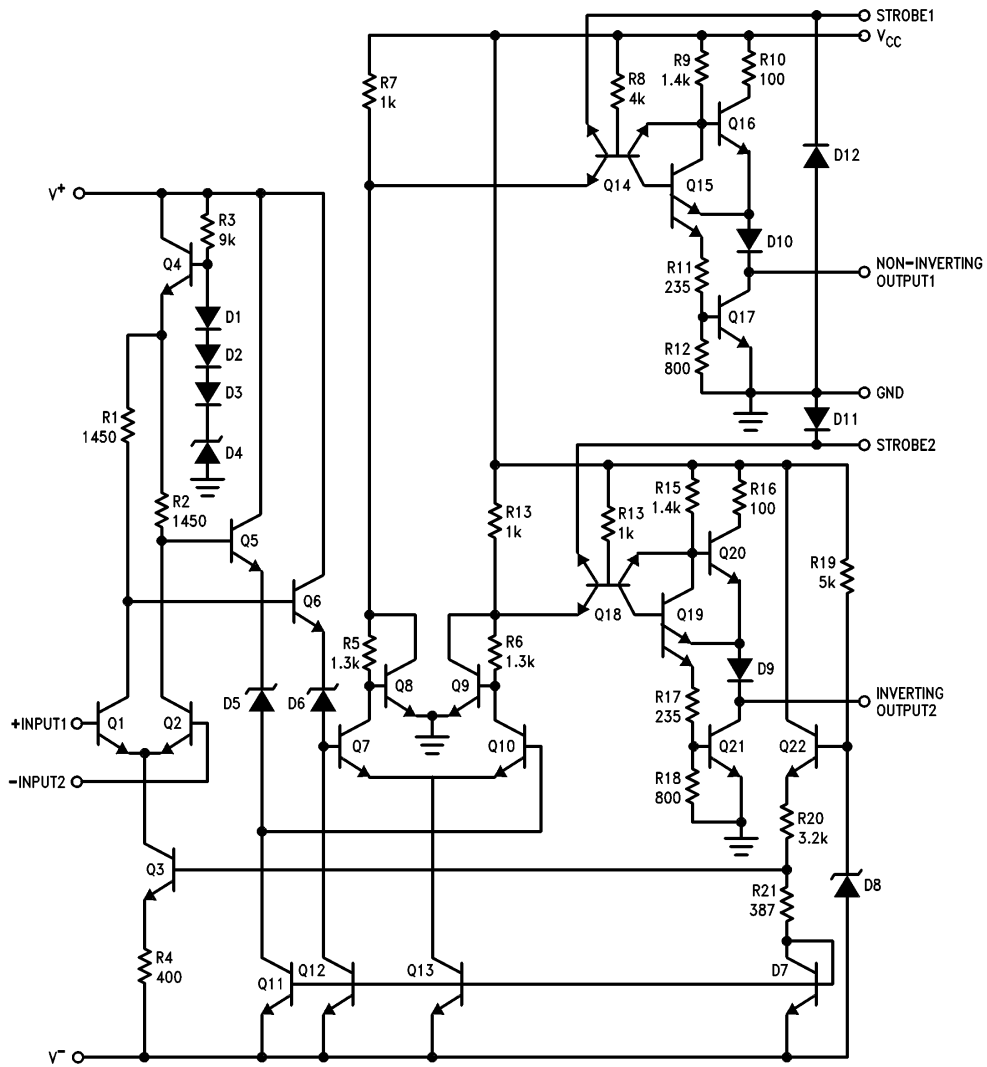 STROBE1
VCC
R7
1k
R8
4k
R9
1.4k
R10
100
Q16
D12
Q14
Q15
V+
R3
9k
Q4
D10
R11
235
NON-INVERTING
OUTPUT1
D1
Q17
D2
R12
800
D3
GND
R1
1450
D11
D4
STROBE2
R2
1450
R13
1k
R13
1k
R15
1.4k
R16
100
Q5
Q20
R19
5k
Q6
Q18
Q19
R5
1.3k
R6
1.3k
D9
Q8
Q9
D5
D6
R17
235
INVERTING
OUTPUT2
+INPUT1
Q1
Q2
Q7
Q10
Q21
Q22
-INPUT2
R18
800
R20
3.2k
Q3
D8
R21
387
R4
400
Q11
Q12
Q13
D7
V-